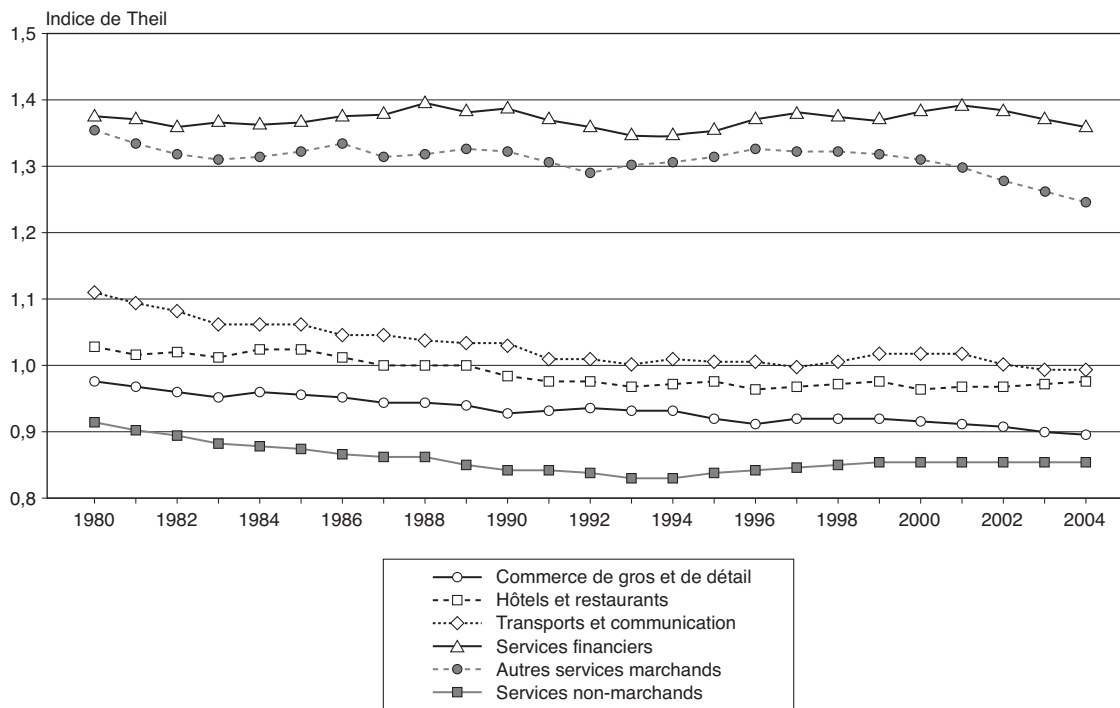 Indice de Theil
1,5
1,4
1,3
1,2
1,1
1,0
0,9
0,8
1980 1982 1984 1986 1988 1990 1992 1994 1996 1998 2000 2002 2004
Commerce de gros et de détail
Hôtels et restaurants
Transports et communication
Services financiers
Autres services marchands
Services non-marchands